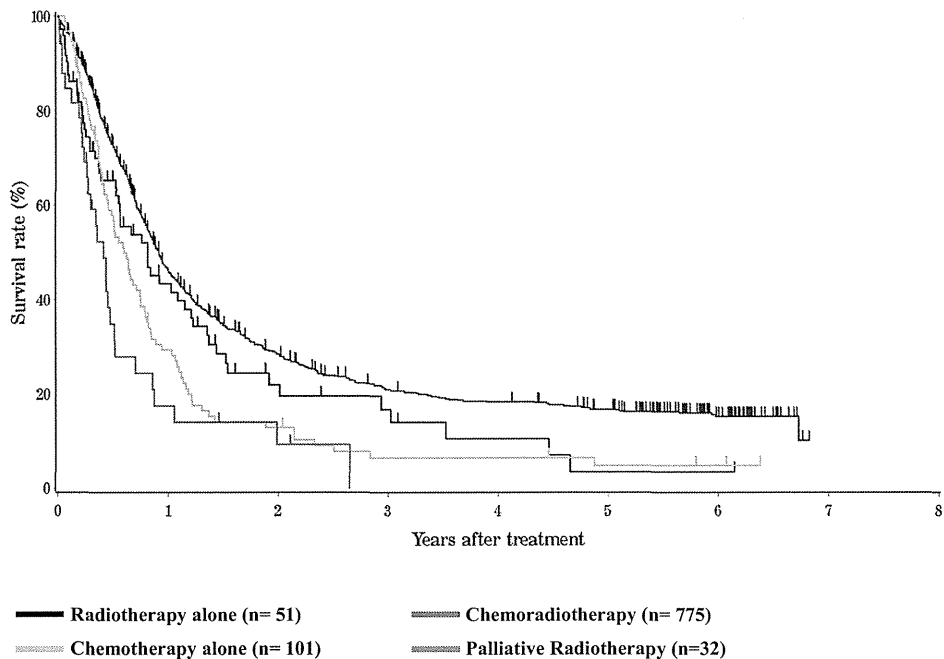 100
80
60
40
20
0
Survival rate (%)
0 1 2 3 4 5 6 7 8
Years after treatment
Radiotherapy alone (n= 51)
Chemoradiotherapy (n= 775)
Chemotherapy alone (n= 101)
Palliative Radiotherapy (n=32)